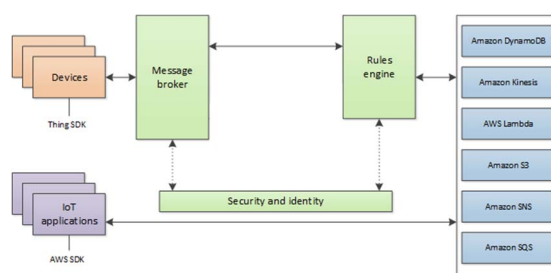 Devices
Thing SDK
Message
broker
Rules
engine
Security and identity
IoT
applications
AWS SDK
Amazon DynamoDB
Amazon Kinesis
AWS Lambda
Amazon S3
Amazon SNS
Amazon SQS